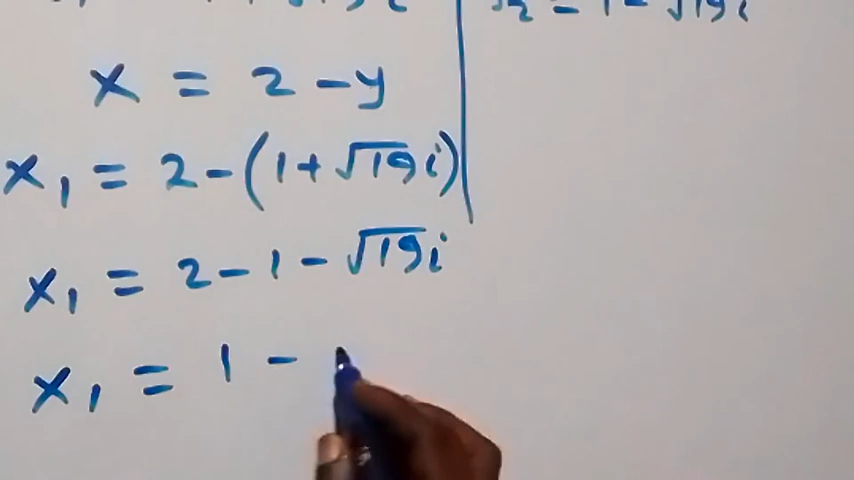 x = 2 - y
x₁ = 2 - (1 + √19 i)
x₁ = 2 - 1 - √19 i
x₁ = 1 -